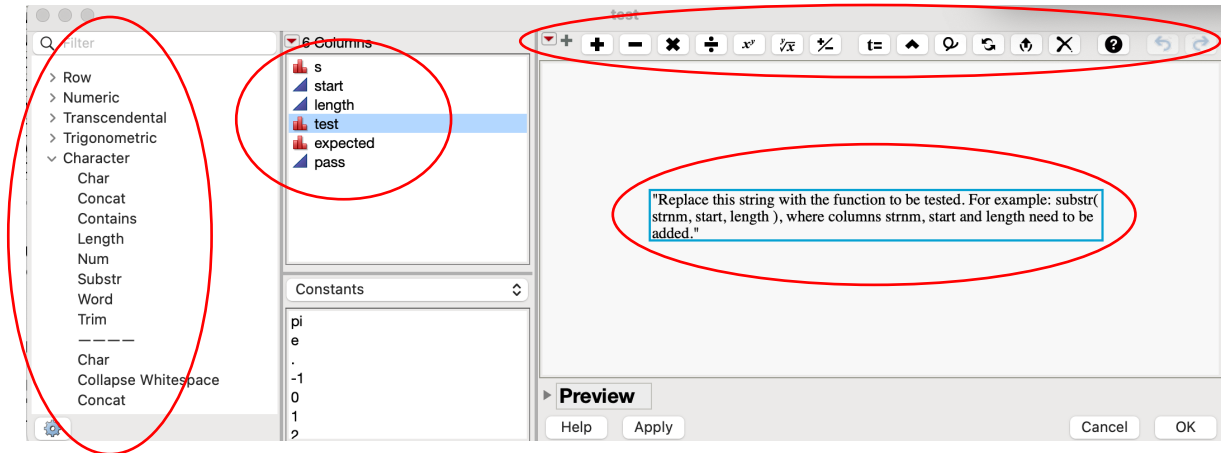 test
Filter
Row
Numeric
Transcendental
Trigonometric
Character
Char
Concat
Contains
Length
Num
Substr
Word
Trim
————
Char
Collapse Whitespace
Concat
6 Columns
s
start
length
test
expected
pass
Constants
pi
e
.
-1
0
1
2
t=
"Replace this string with the function to be tested. For example: substr(
strnm, start, length ), where columns strnm, start and length need to be
added."
Preview
Help Apply Cancel OK